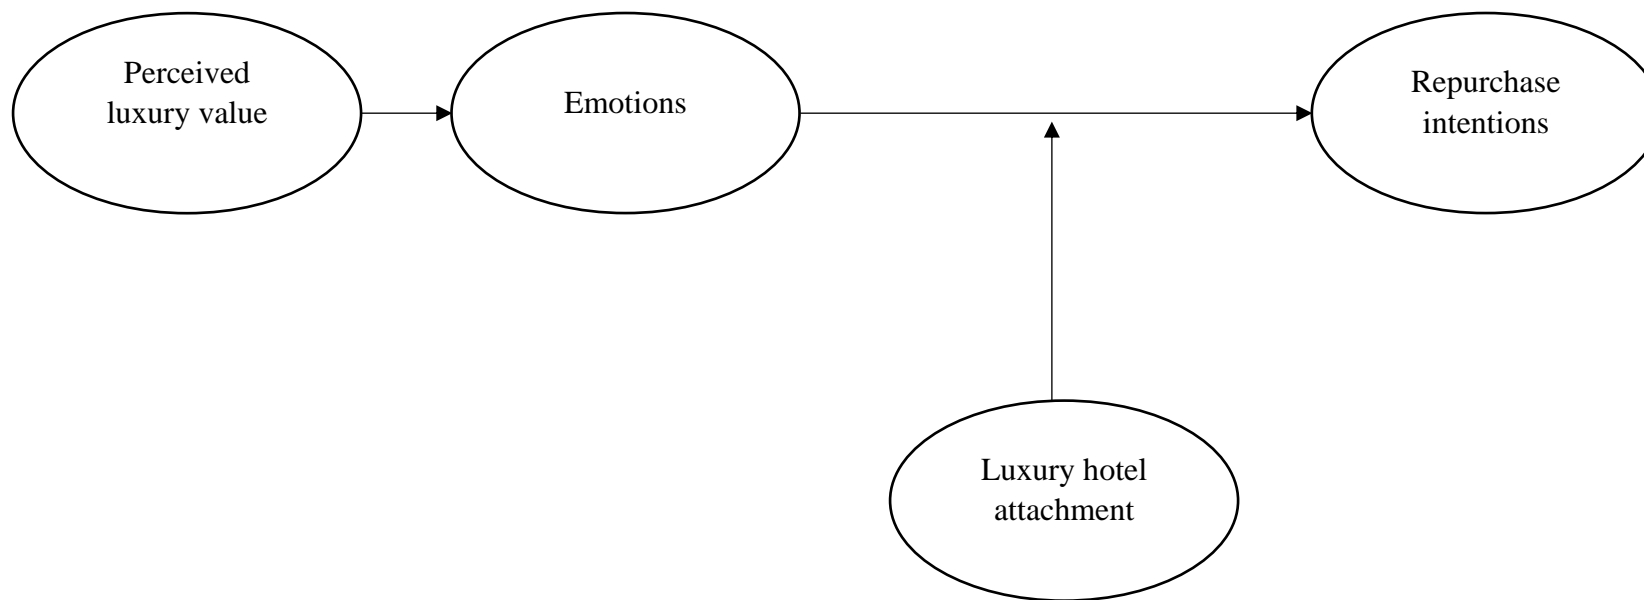 Perceived
luxury value
Emotions
Repurchase
intentions
Luxury hotel
attachment